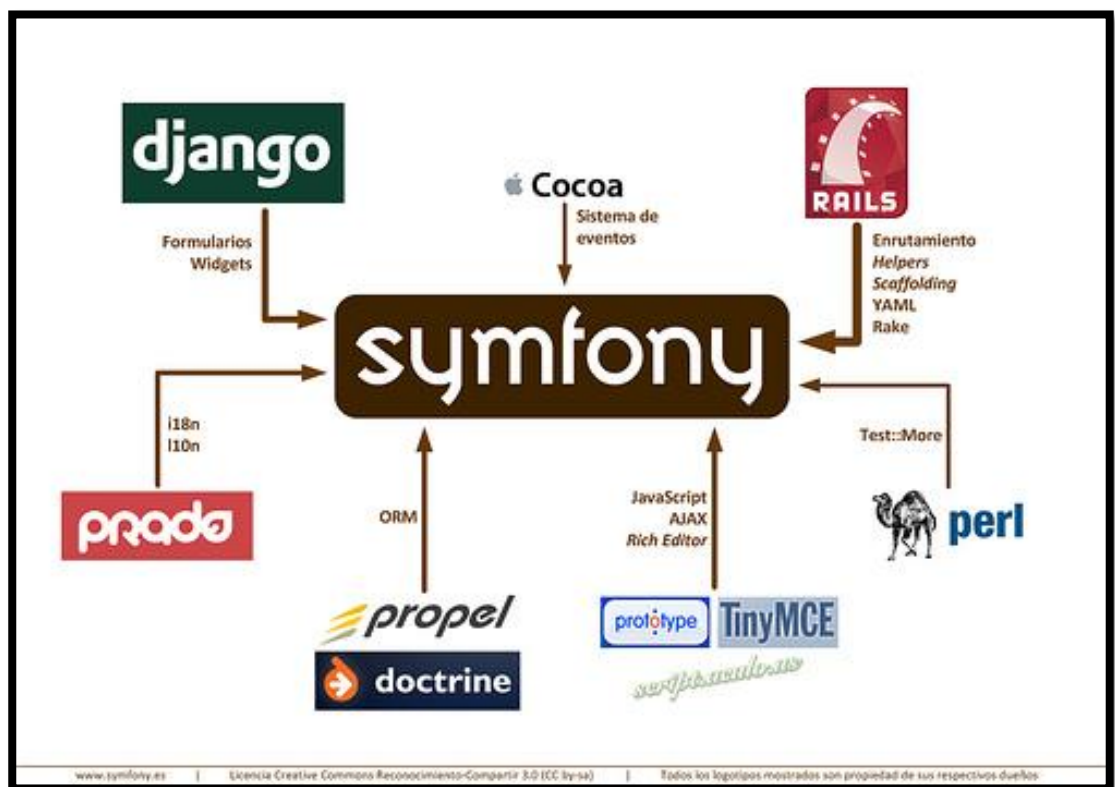 django
Cocoa
RAILS
Formularios
Widgets
Sistema de
eventos
Enrutamiento
Helpers
Scaffolding
YAML
Rake
symfony
i18n
l10n
Test::More
prado
ORM
JavaScript
AJAX
Rich Editor
perl
propel
doctrine
prototype
TinyMCE
script.aculo.us
www.symfony.es | Licencia Creative Commons Reconocimiento-Compartir 3.0 (CC by-sa) | Todos los logotipos mostrados son propiedad de sus respectivos dueños